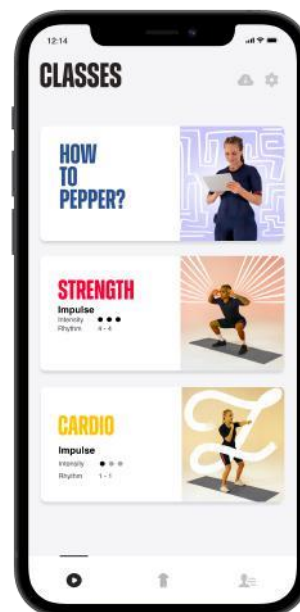 12:14
CLASSES
HOW
TO
PEPPER?
STRENGTH
Impulse
Intensity
Rhythm 4 - 4
CARDIO
Impulse
Intensity
Rhythm 1 - 1